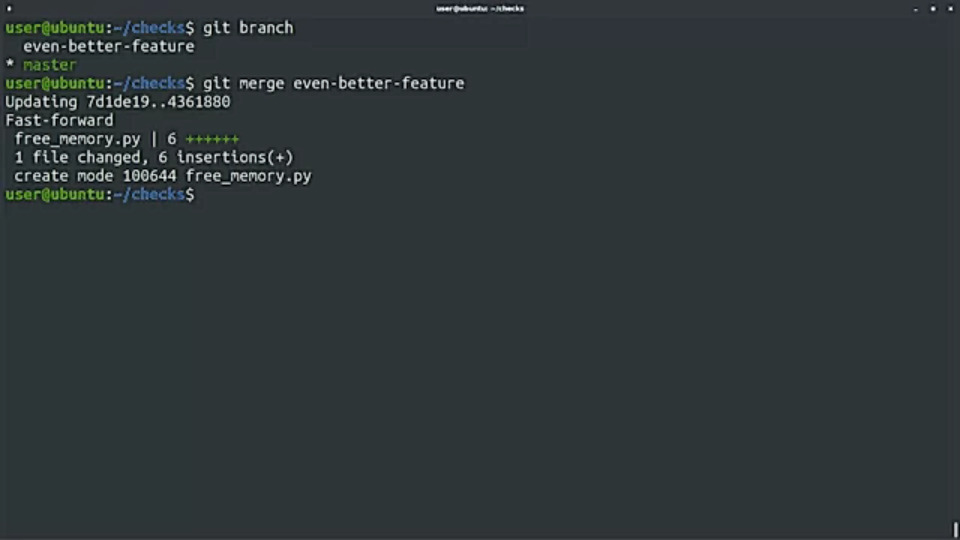 user@ubuntu: ~/checks
user@ubuntu:~/checks$ git branch
  even-better-feature
* master
user@ubuntu:~/checks$ git merge even-better-feature
Updating 7d1de19..4361880
Fast-forward
 free_memory.py | 6 ++++++
 1 file changed, 6 insertions(+)
 create mode 100644 free_memory.py
user@ubuntu:~/checks$